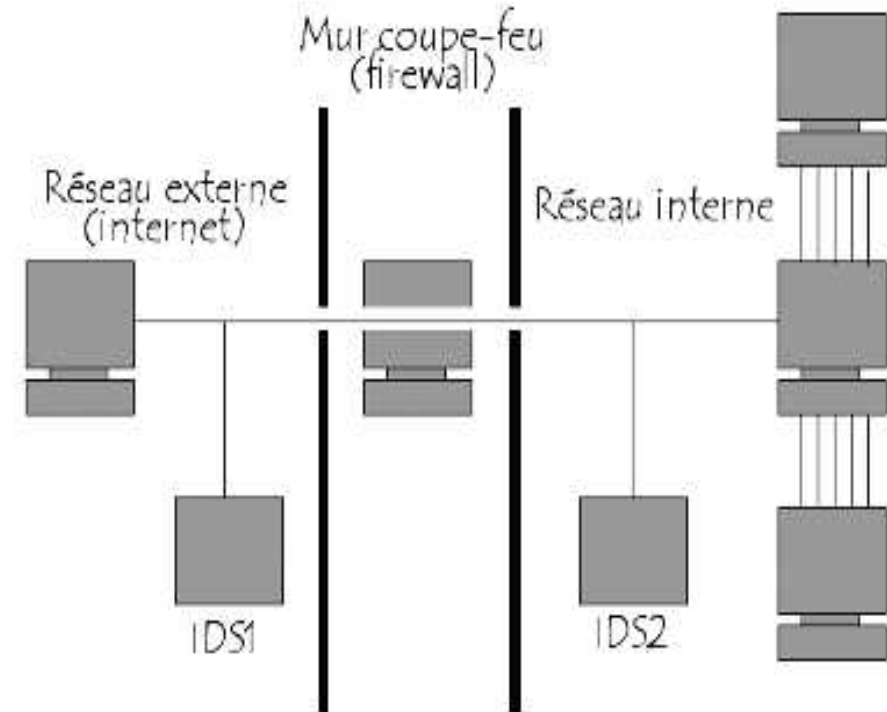 Mur coupe-feu
(firewall)
Réseau externe
(internet)
Réseau interne
IDS1
IDS2